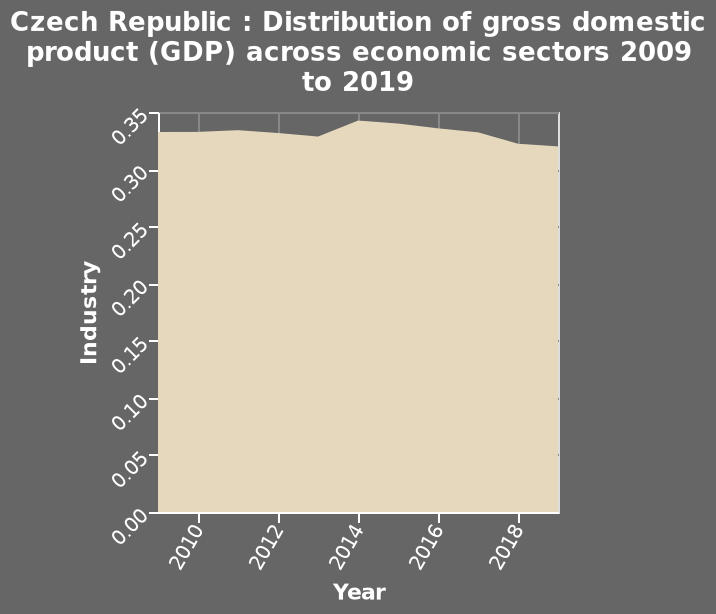 Czech Republic : Distribution of gross domestic
product (GDP) across economic sectors 2009
to 2019
0.35
0.30
0.25
0.20
0.15
0.10
0.05
0.00
Industry
2010
2012
2014
2016
2018
Year